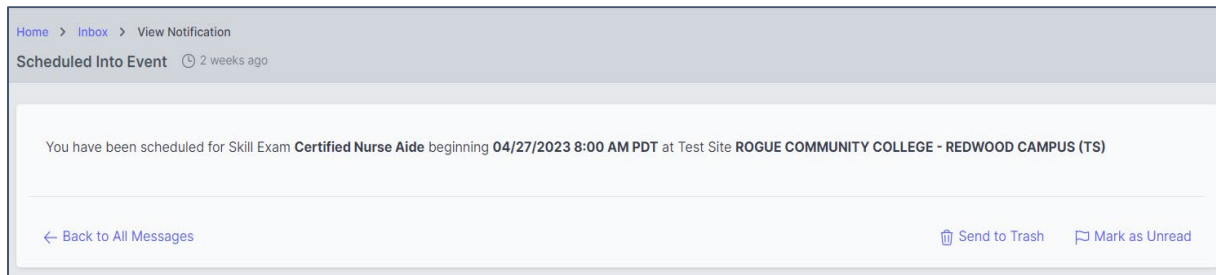 Home > Inbox > View Notification
Scheduled Into Event 2 weeks ago
You have been scheduled for Skill Exam Certified Nurse Aide beginning 04/27/2023 8:00 AM PDT at Test Site ROGUE COMMUNITY COLLEGE - REDWOOD CAMPUS (TS)
← Back to All Messages Send to Trash Mark as Unread